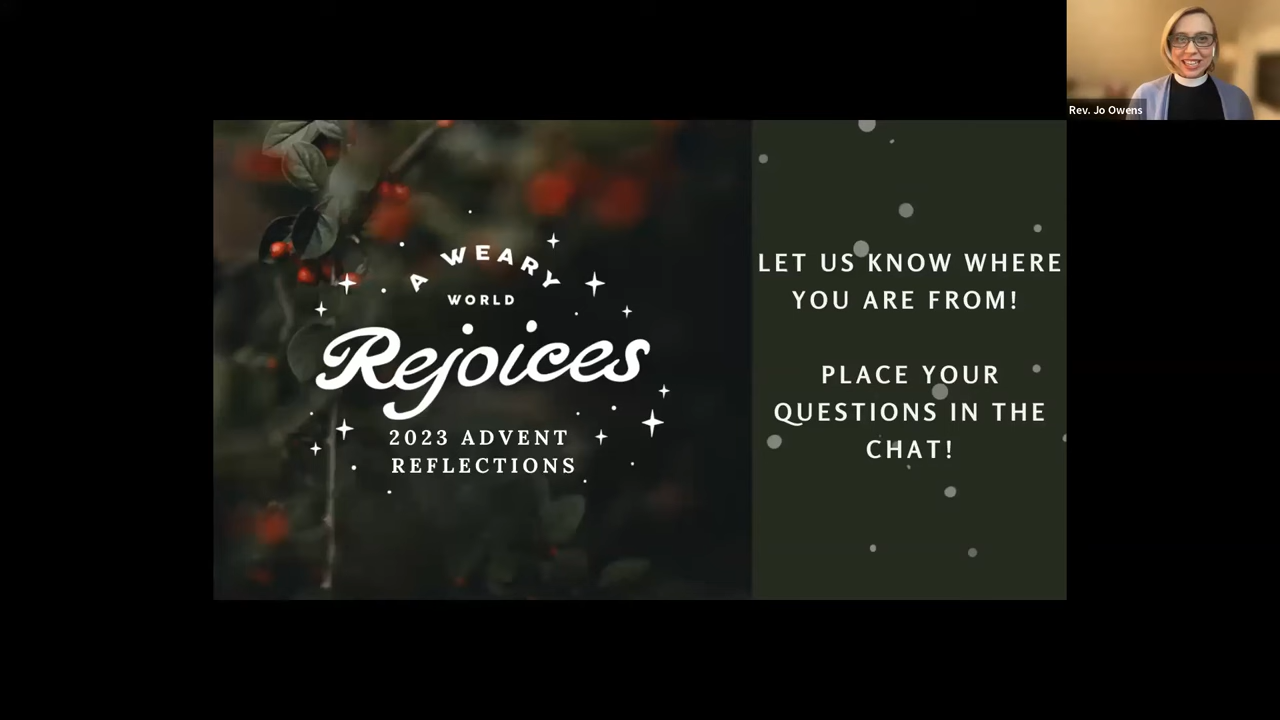 Rev. Jo Owens
A WEARY
WORLD
Rejoices
2023 ADVENT
REFLECTIONS
LET US KNOW WHERE
YOU ARE FROM!
PLACE YOUR
QUESTIONS IN THE
CHAT!